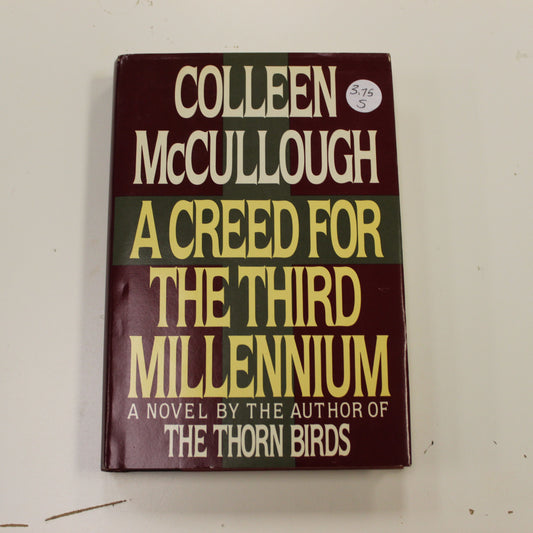 COLLEEN
McCULLOUGH
3.75
S
A CREED FOR
THE THIRD
MILLENNIUM
A NOVEL BY THE AUTHOR OF
THE THORN BIRDS